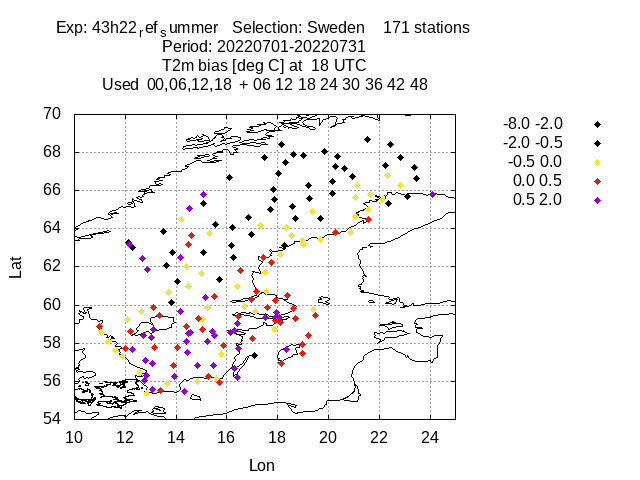 Exp: 43h22refsummer Selection: Sweden 171 stations
Period: 20220701-20220731
T2m bias [deg C] at 18 UTC
Used 00,06,12,18 + 06 12 18 24 30 36 42 48
-8.0 -2.0
-2.0 -0.5
-0.5 0.0
0.0 0.5
0.5 2.0
Lat
70
68
66
64
62
60
58
56
54
10 12 14 16 18 20 22 24
Lon